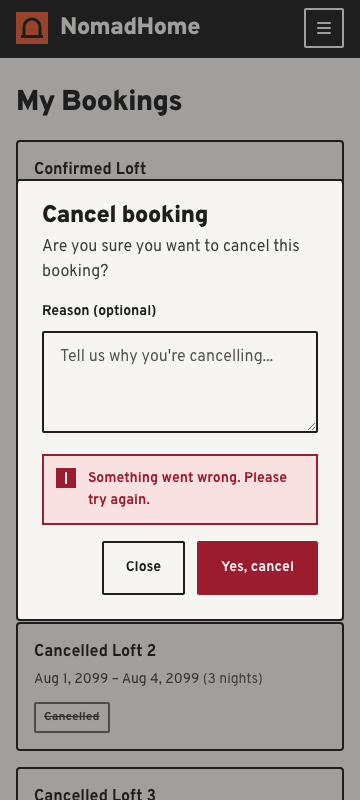 NomadHome
My Bookings
Confirmed Loft
Cancel booking
Are you sure you want to cancel this
booking?
Reason (optional)
Tell us why you're cancelling...
Something went wrong. Please
try again.
Close
Yes, cancel
Cancelled Loft 2
Aug 1, 2099 – Aug 4, 2099 (3 nights)
Cancelled
Cancelled Loft 3